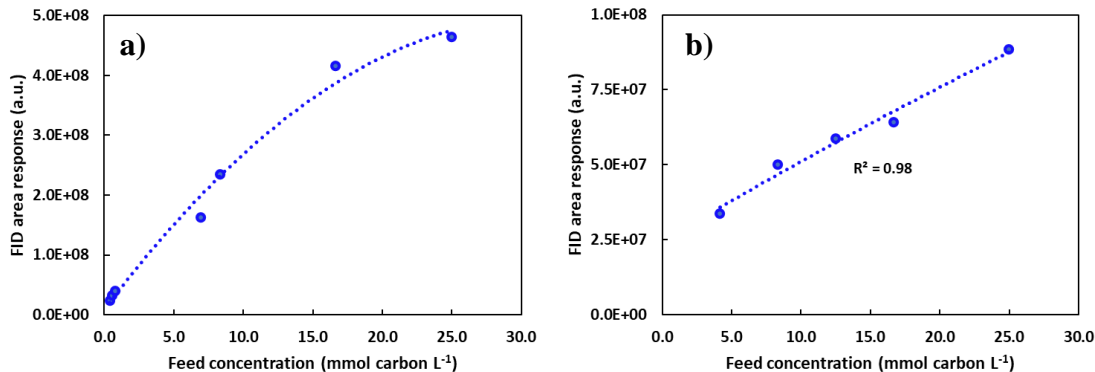 a)
FID area response (a.u.)
5.0E+08
4.0E+08
3.0E+08
2.0E+08
1.0E+08
0.0E+00
0.0 5.0 10.0 15.0 20.0 25.0 30.0
Feed concentration (mmol carbon L⁻¹)
b)
FID area response (a.u.)
1.0E+08
7.5E+07
5.0E+07
2.5E+07
0.0E+00
R² = 0.98
0.0 5.0 10.0 15.0 20.0 25.0 30.0
Feed concentration (mmol carbon L⁻¹)